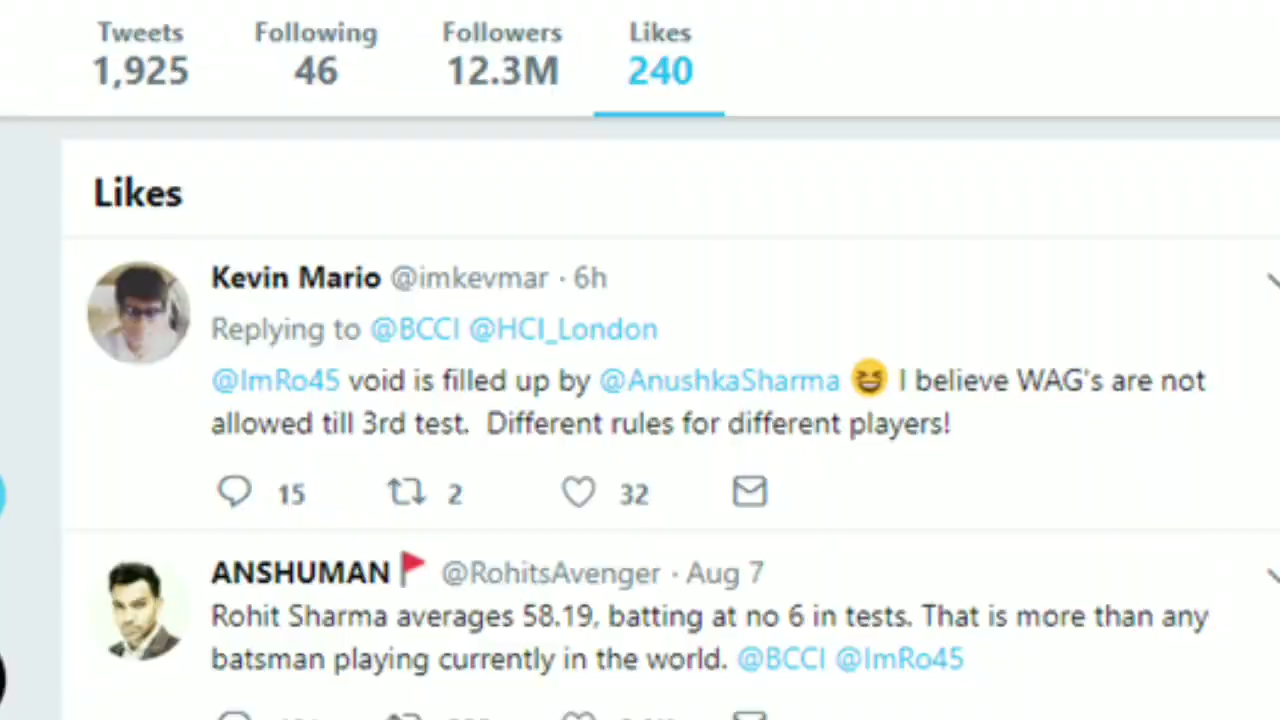 Tweets Following Followers Likes
1,925 46 12.3M 240
Likes
Kevin Mario @imkevmar · 6h
Replying to @BCCI @HCI_London
@ImRo45 void is filled up by @AnushkaSharma 😆 I believe WAG's are not
allowed till 3rd test. Different rules for different players!
15 2 32
ANSHUMAN 🚩 @RohitsAvenger · Aug 7
Rohit Sharma averages 58.19, batting at no 6 in tests. That is more than any
batsman playing currently in the world. @BCCI @ImRo45